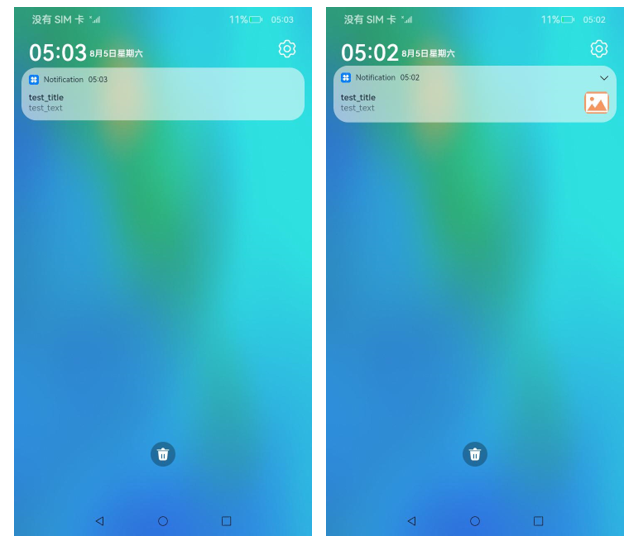 没有 SIM 卡 11% 05:03
05:03 8月5日星期六
Notification 05:03
test_title
test_text
没有 SIM 卡 11% 05:02
05:02 8月5日星期六
Notification 05:02
test_title
test_text